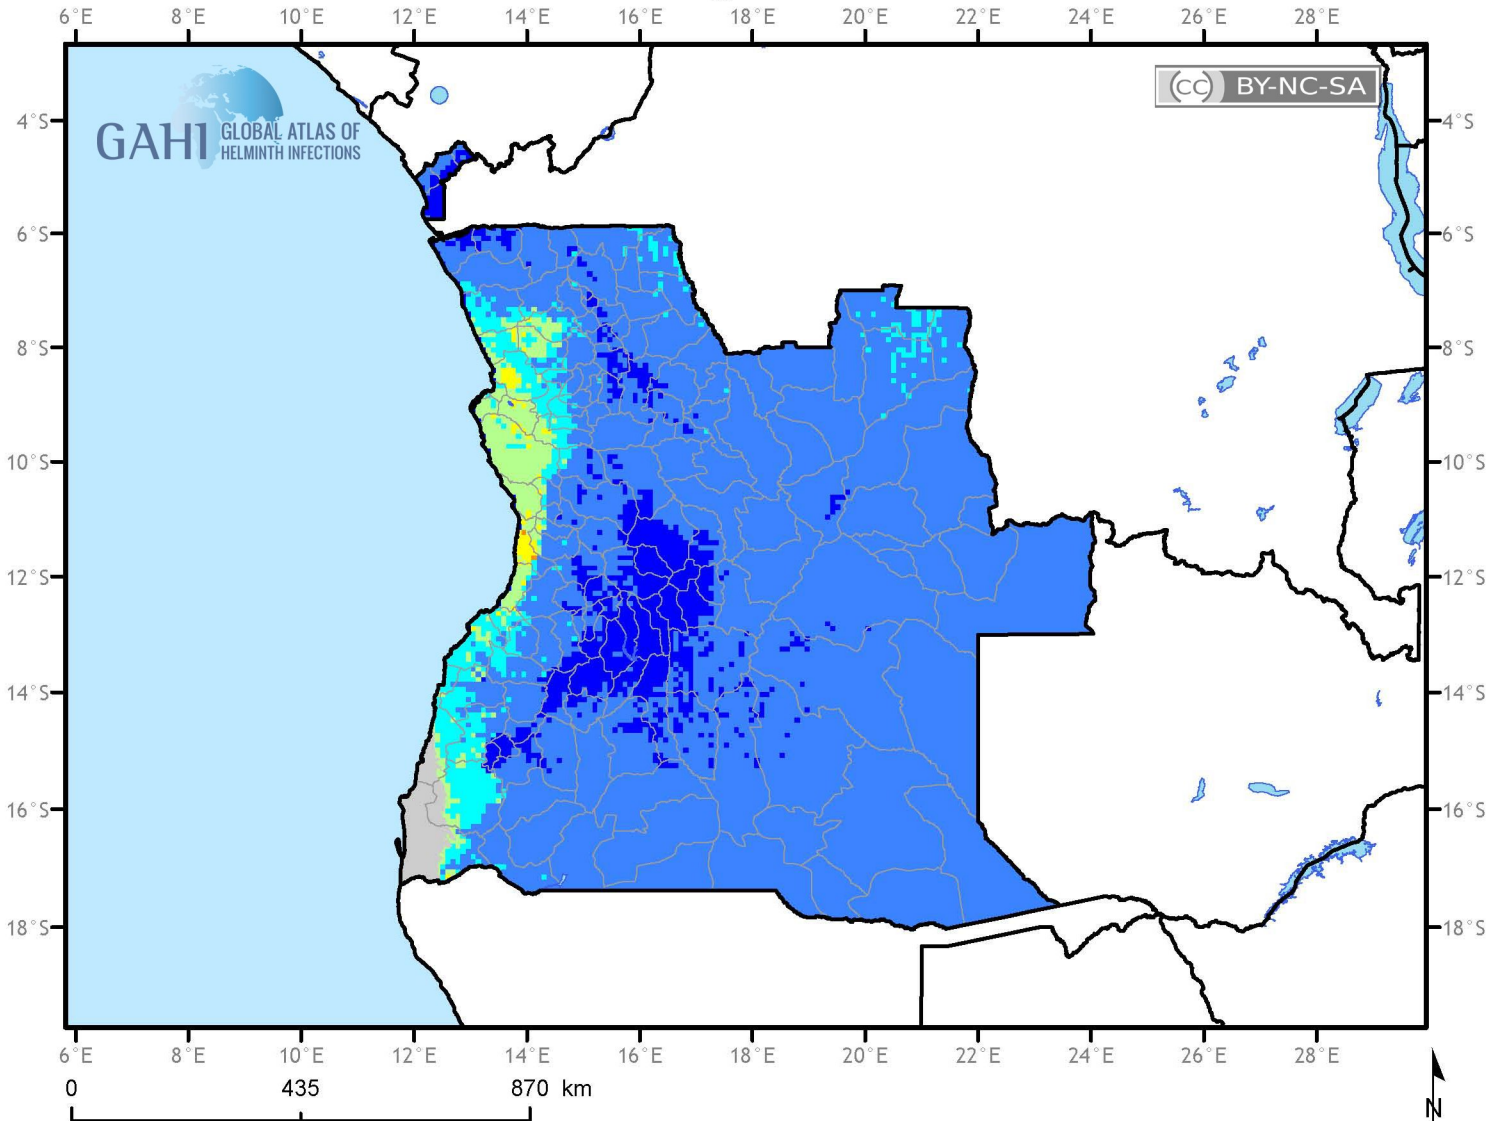 6°E 8°E 10°E 12°E 14°E 16°E 18°E 20°E 22°E 24°E 26°E 28°E
GAHI GLOBAL ATLAS OF
HELMINTH INFECTIONS
(cc) BY-NC-SA
4°S 4°S
6°S 6°S
8°S 8°S
10°S 10°S
12°S 12°S
14°S 14°S
16°S 16°S
18°S 18°S
6°E 8°E 10°E 12°E 14°E 16°E 18°E 20°E 22°E 24°E 26°E 28°E
0 435 870 km
N